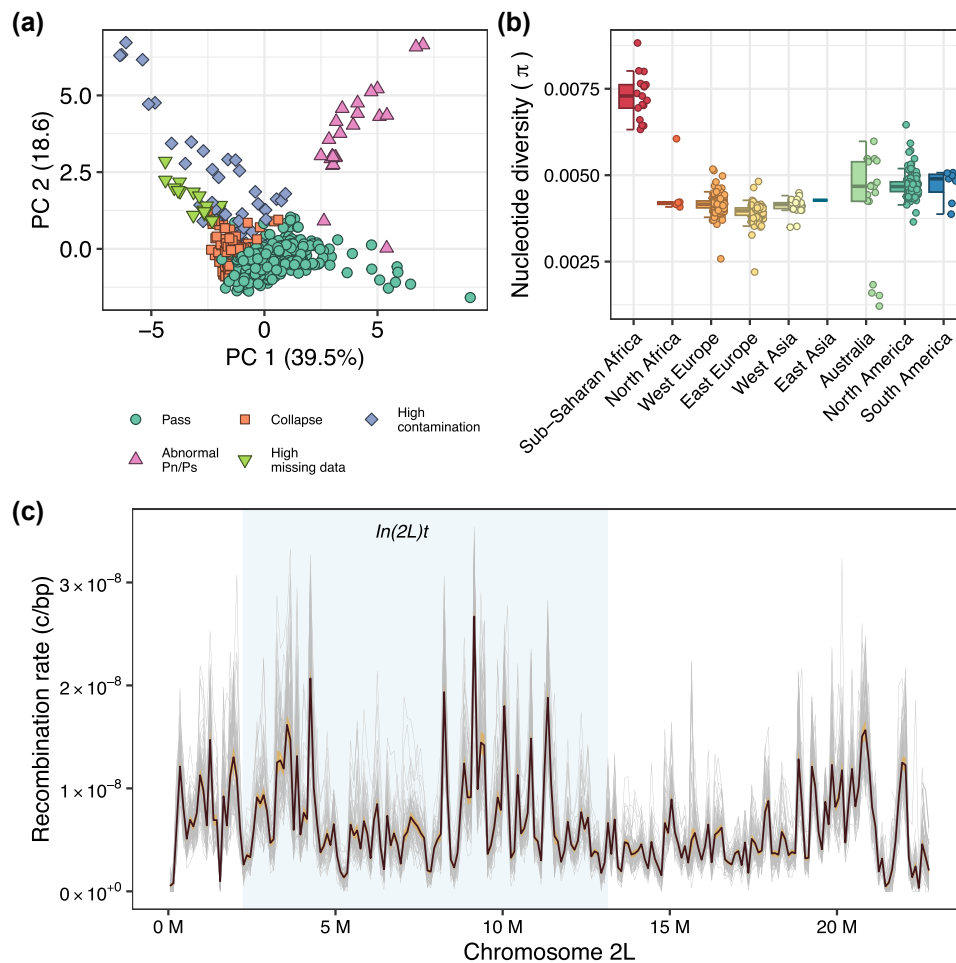 (a)
PC 2 (18.6)
5.0
2.5
0.0
−5
0
5
PC 1 (39.5%)
Pass
Collapse
High
contamination
Abnormal
Pn/Ps
High
missing data
(b)
Nucleotide diversity ( π )
0.0075
0.0050
0.0025
Sub−Saharan Africa
North Africa
West Europe
East Europe
West Asia
East Asia
Australia
North America
South America
(c)
In(2L)t
Recombination rate (c/bp)
3 × 10⁻⁸
2 × 10⁻⁸
1 × 10⁻⁸
0 × 10⁺⁰
0 M
5 M
10 M
15 M
20 M
Chromosome 2L